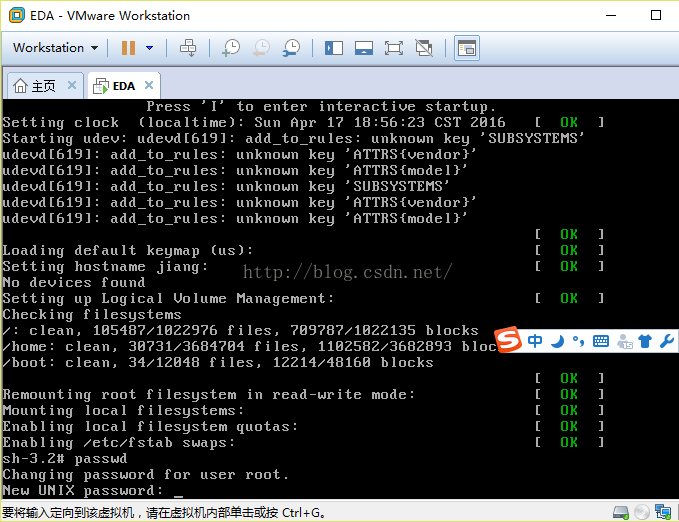 EDA - VMware Workstation
Workstation
主页 EDA
Press 'I' to enter interactive startup.
Setting clock (localtime): Sun Apr 17 18:56:23 CST 2016 [ OK ]
Starting udev: udevd[619]: add_to_rules: unknown key 'SUBSYSTEMS'
udevd[619]: add_to_rules: unknown key 'ATTRS{vendor}'
udevd[619]: add_to_rules: unknown key 'ATTRS{model}'
udevd[619]: add_to_rules: unknown key 'SUBSYSTEMS'
udevd[619]: add_to_rules: unknown key 'ATTRS{vendor}'
udevd[619]: add_to_rules: unknown key 'ATTRS{model}'
[ OK ]
Loading default keymap (us): [ OK ]
Setting hostname jiang: [ OK ]
http://blog.csdn.net/
No devices found
Setting up Logical Volume Management: [ OK ]
Checking filesystems
/: clean, 105487/1022976 files, 709787/1022135 blocks
/home: clean, 30731/3684704 files, 1102582/3682893 bloc
中
/boot: clean, 34/12048 files, 12214/48160 blocks
[ OK ]
Remounting root filesystem in read-write mode: [ OK ]
Mounting local filesystems: [ OK ]
Enabling local filesystem quotas: [ OK ]
Enabling /etc/fstab swaps: [ OK ]
sh-3.2# passwd
Changing password for user root.
New UNIX password: _
要将输入定向到该虚拟机，请在虚拟机内部单击或按 Ctrl+G。